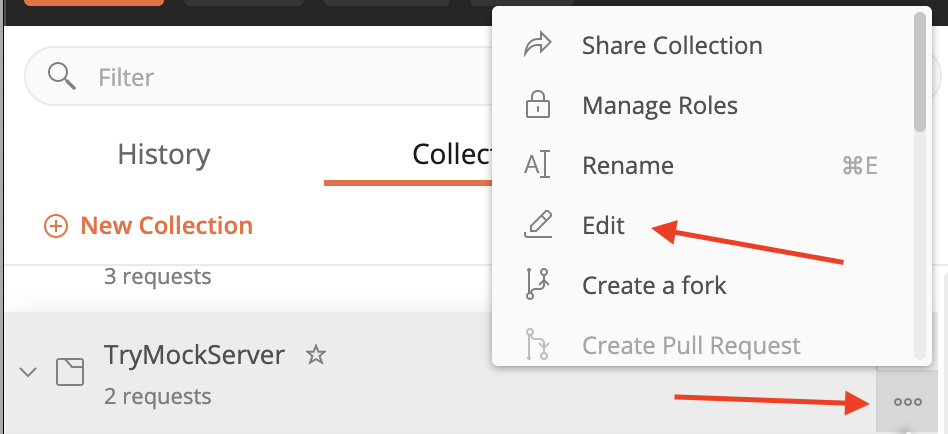 Filter
History
Collec
New Collection
3 requests
TryMockServer
2 requests
Share Collection
Manage Roles
Rename ⌘E
Edit
Create a fork
Create Pull Request